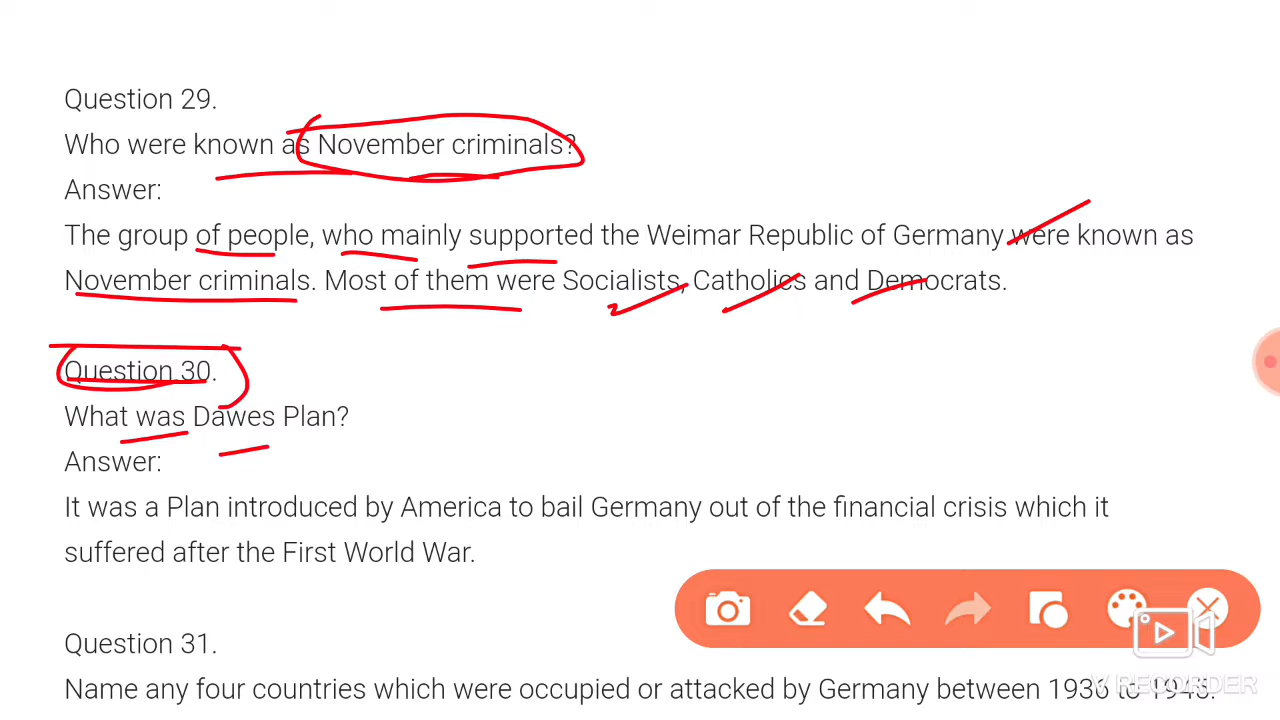 Question 29.
Who were known as November criminals?
Answer:
The group of people, who mainly supported the Weimar Republic of Germany were known as
November criminals. Most of them were Socialists, Catholics and Democrats.
Question 30.
What was Dawes Plan?
Answer:
It was a Plan introduced by America to bail Germany out of the financial crisis which it
suffered after the First World War.
Question 31.
Name any four countries which were occupied or attacked by Germany between 1936 to 1945.
V RECORDER